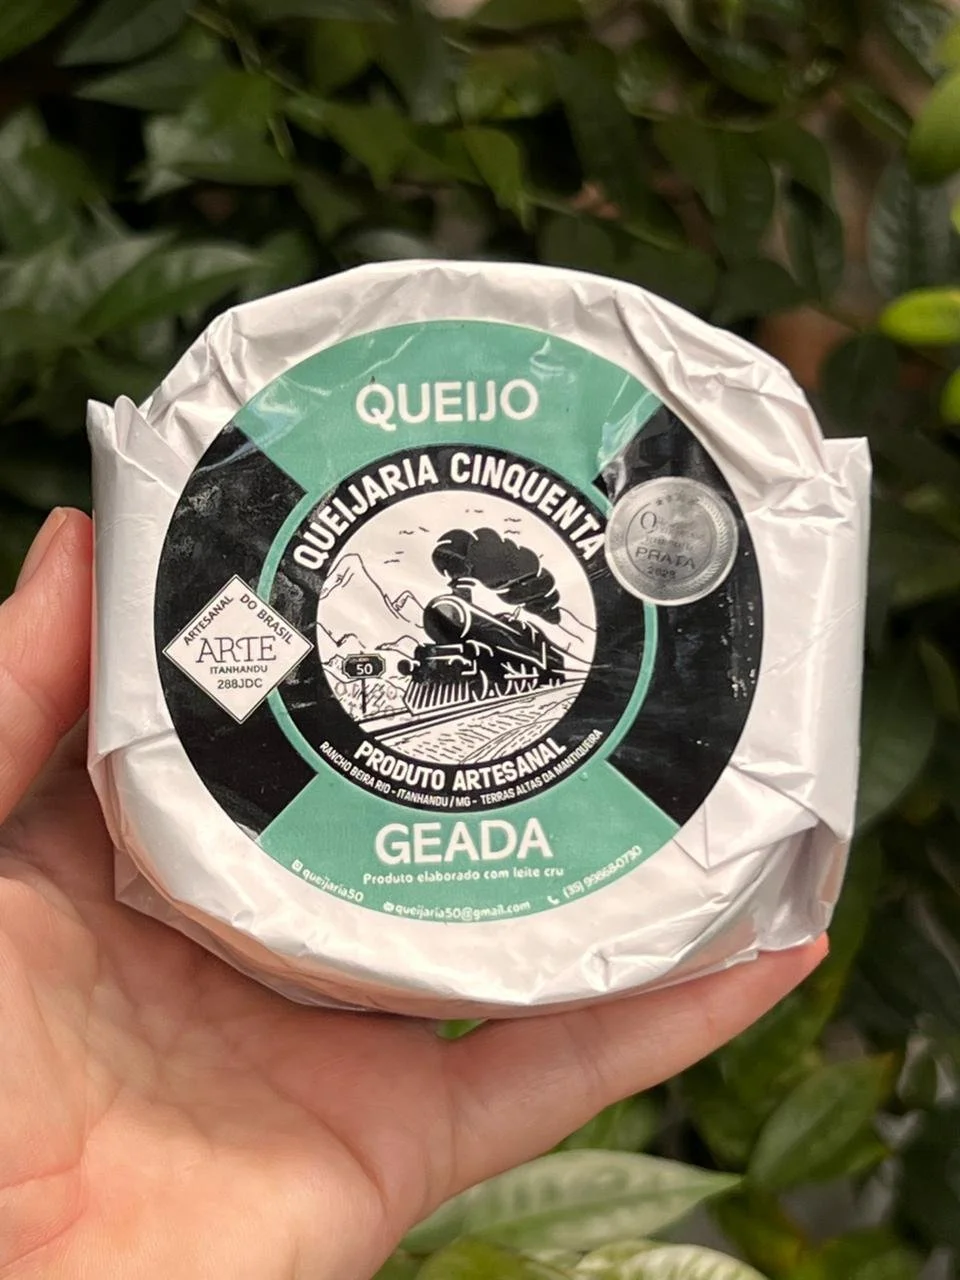 QUEIJO
QUEIJARIA CINQUENTA
PRATA
ARTESANAL DO BRASIL
ARTE
ITANHANDU
288JDC
50
PRODUTO ARTESANAL
RANCHO BEIRA RIO - ITANHANDU / MG - TERRAS ALTAS DA MANTIQUEIRA
GEADA
Produto elaborado com leite cru
queijaria50
queijaria50@gmail.com
(35) 99868-0730